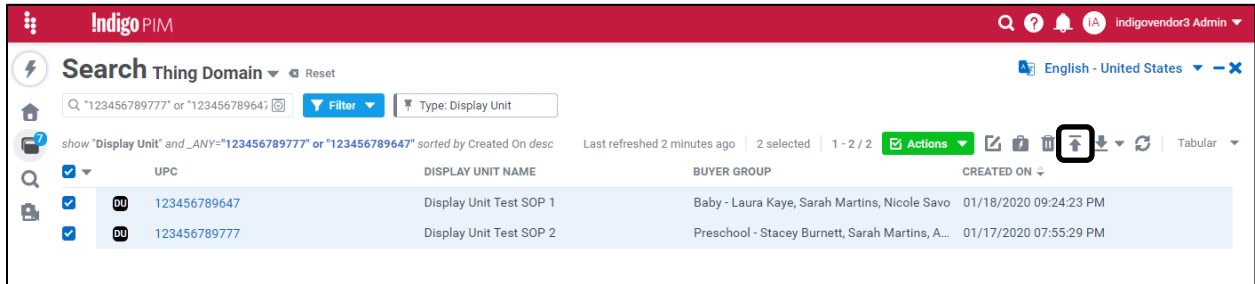 !ndigo PIM
iA indigovendor3 Admin
Search Thing Domain Reset
English - United States
"123456789777" or "123456789647 Filter Type: Display Unit
7
show "Display Unit" and _ANY="123456789777" or "123456789647" sorted by Created On desc Last refreshed 2 minutes ago 2 selected 1 - 2 / 2 Actions Tabular
UPC DISPLAY UNIT NAME BUYER GROUP CREATED ON
DU 123456789647 Display Unit Test SOP 1 Baby - Laura Kaye, Sarah Martins, Nicole Savo 01/18/2020 09:24:23 PM
DU 123456789777 Display Unit Test SOP 2 Preschool - Stacey Burnett, Sarah Martins, A... 01/17/2020 07:55:29 PM